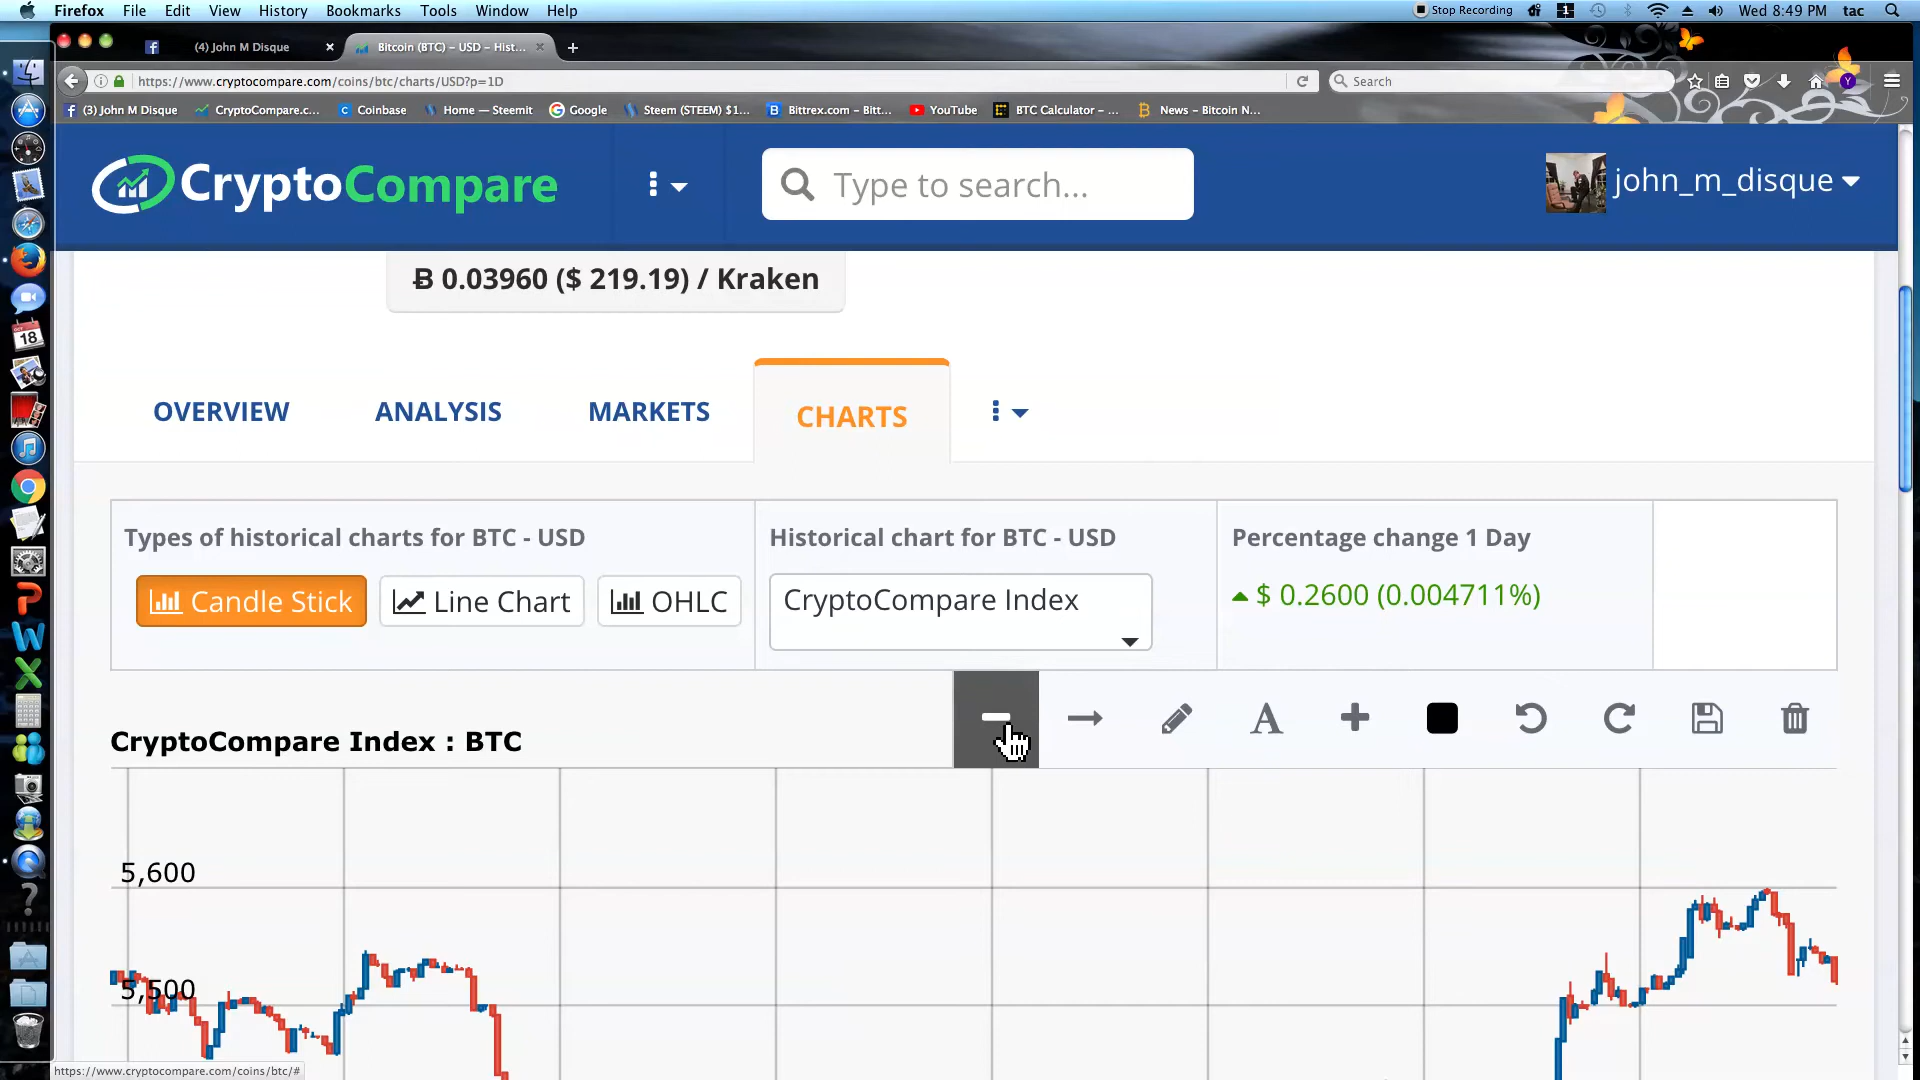 Firefox File Edit View History Bookmarks Tools Window Help Stop Recording 1 Wed 8:49 PM tac
(4) John M Disque Bitcoin (BTC) – USD – Hist...
https://www.cryptocompare.com/coins/btc/charts/USD?p=1D Search
(3) John M Disque CryptoCompare.c... Coinbase Home — Steemit Google Steem (STEEM) $1... Bittrex.com – Bitt... YouTube BTC Calculator – ... News – Bitcoin N...
CryptoCompare Type to search... john_m_disque
Ƀ 0.03960 ($ 219.19) / Kraken
OVERVIEW ANALYSIS MARKETS CHARTS
Types of historical charts for BTC - USD Historical chart for BTC - USD Percentage change 1 Day
Candle Stick Line Chart OHLC CryptoCompare Index $ 0.2600 (0.004711%)
CryptoCompare Index : BTC
5,600
5,500
OCT
18
https://www.cryptocompare.com/coins/btc/#